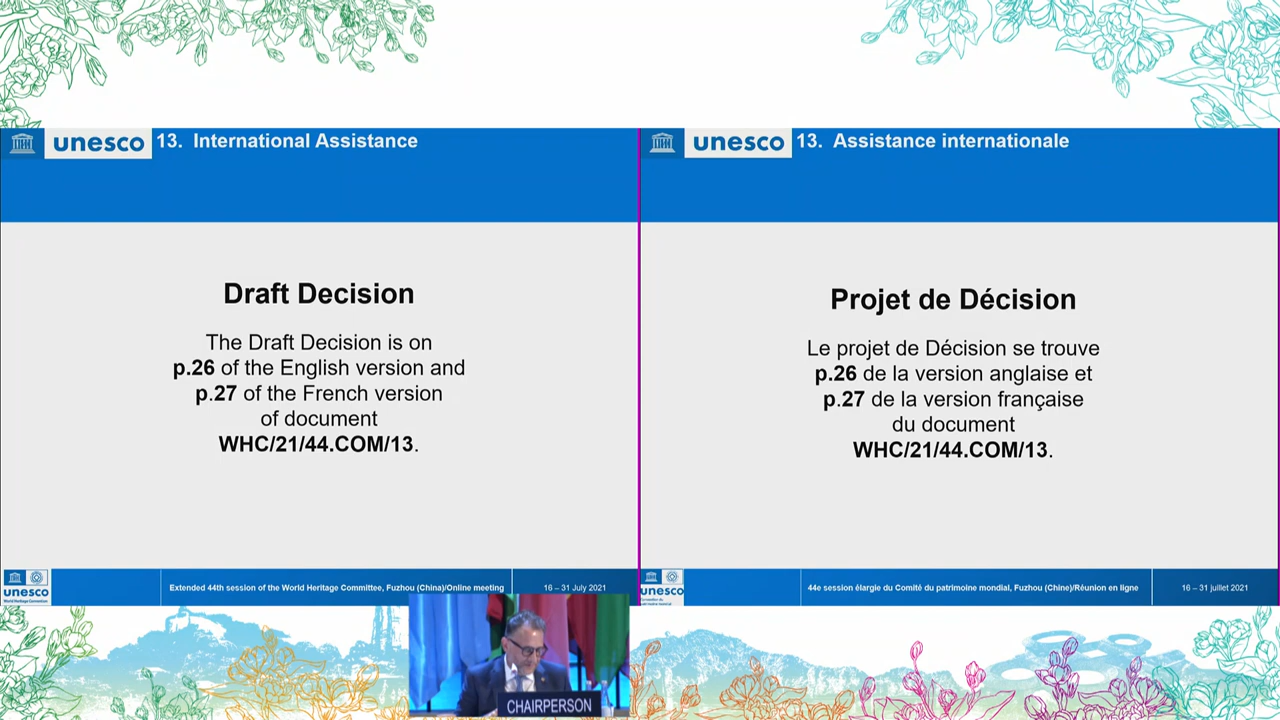 unesco
13. International Assistance
Draft Decision
The Draft Decision is on
p.26 of the English version and
p.27 of the French version
of document
WHC/21/44.COM/13.
unesco
Extended 44th session of the World Heritage Committee, Fuzhou (China)/Online meeting
16 – 31 July 2021
unesco
13. Assistance internationale
Projet de Décision
Le projet de Décision se trouve
p.26 de la version anglaise et
p.27 de la version française
du document
WHC/21/44.COM/13.
unesco
44e session élargie du Comité du patrimoine mondial, Fuzhou (Chine)/Réunion en ligne
16 – 31 juillet 2021
CHAIRPERSON